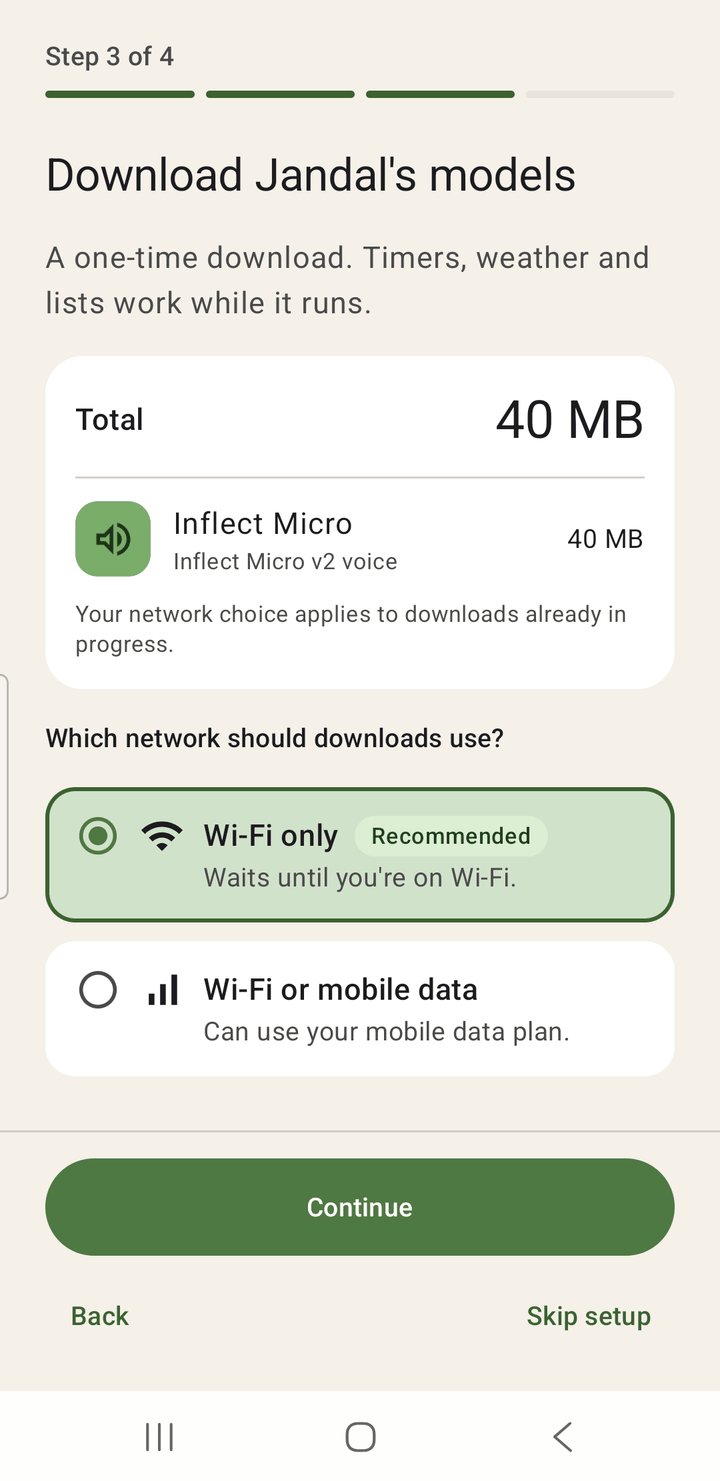 Step 3 of 4
Download Jandal's models
A one-time download. Timers, weather and
lists work while it runs.
Total
40 MB
Inflect Micro
Inflect Micro v2 voice
40 MB
Your network choice applies to downloads already in
progress.
Which network should downloads use?
Wi-Fi only
Recommended
Waits until you're on Wi-Fi.
Wi-Fi or mobile data
Can use your mobile data plan.
Continue
Back
Skip setup